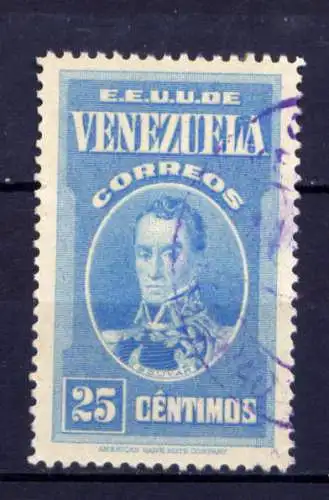 E.E.U.U.DE
VENEZUELA
CORREOS
BOLIVAR
25 CÉNTIMOS
AMERICAN BANK NOTE COMPANY